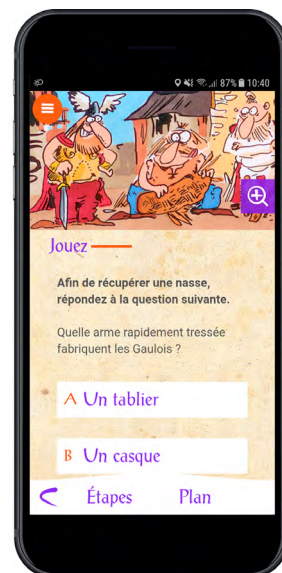 87% 10:40
Jouez
Afin de récupérer une nasse,
répondez à la question suivante.
Quelle arme rapidement tressée
fabriquent les Gaulois ?
A Un tablier
B Un casque
Étapes Plan